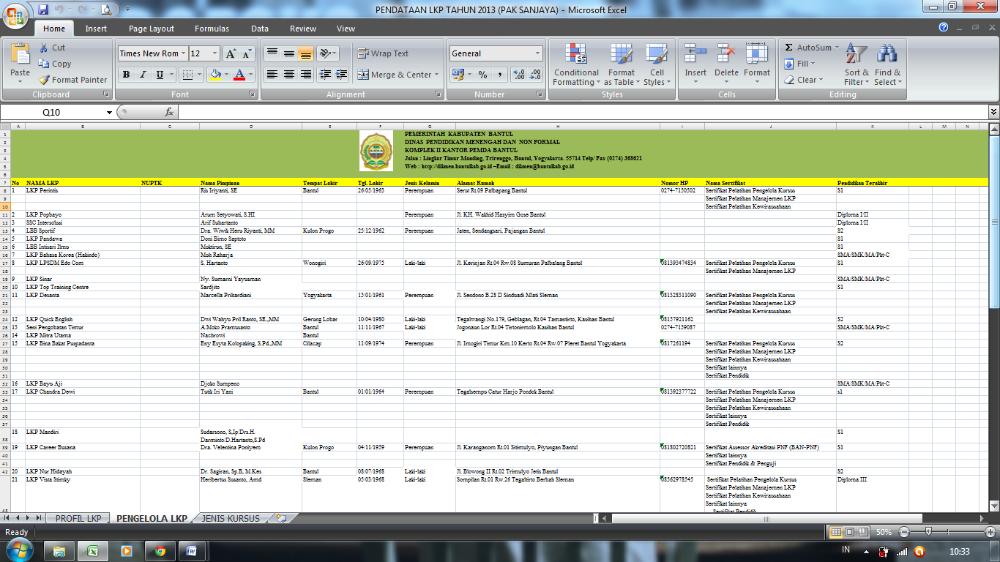 PENDATAAN LKP TAHUN 2013 (PAK SANJAYA) - Microsoft Excel
Home Insert Page Layout Formulas Data Review View
Paste Cut Copy Format Painter Clipboard
Times New Rom 12 B I U A A A Font
Wrap Text Merge & Center Alignment
General % , Number
Conditional Formatting Format as Table Cell Styles Styles
Insert Delete Format Cells
Σ AutoSum Fill Clear Sort & Filter Find & Select Editing
Q10 fx
A B C D E F G H I J K L M N
PEMERINTAH KABUPATEN BANTUL
DINAS PENDIDIKAN MENENGAH DAN NON FORMAL
KOMPLEK II KANTOR PEMDA BANTUL
Jalan : Lingkar Timur Manding, Trirenggo, Bantul, Yogyakarta. 55714 Telp/ Fax (0274) 368621
Web : http://dikmen.bantulkab.go.id –Email : dikmen@bantulkab.go.id
No NAMA LKP NUPTK Nama Pimpinan Tempat Lahir Tgl. Lahir Jenis Kelamin Alamat Rumah Nomor HP Nama Sertifikat Pendidikan Terakhir
1 LKP Perintis Ris Iriyanti, SE Bantul 26/05/1963 Perempuan Serut Rt.09 Palbapang Bantul 0274-7150502 Sertifikat Pelatihan Pengelola Kursus S1
Sertifikat Pelatihan Manajemen LKP
Sertifikat Pelatihan Kewirausahaan
2 LKP Popbayo Arum Setyowati, S.HI Perempuan Jl. KH. Wakhid Hasyim Gose Bantul Diploma I/II
3 SSC Intersolusi Arif Suhartanto Diploma I/II
4 LBB Sportif Dra. Wiwik Heru Riyanti, MM Kulon Progo 25/12/1962 Perempuan Jaten, Sendangsari, Pajangan Bantul S2
5 LKP Pandawa Doni Bimo Saptoto S1
6 LBB Intisari Ilmu Muktirun, SE S1
7 LKP Bahasa Korea (Hakindo) Muh Raharja SMA/SMK/MA/Pkt-C
8 LKP LPSDM Edo Com S. Hartanto Wonogiri 26/09/1975 Laki-laki Jl. Kerinjan Rt.04 Rw.08 Sumuran Palbalang Bantul 081393474834 Sertifikat Pelatihan Pengelola Kursus S1
Sertifikat Pelatihan Manajemen LKP
9 LKP Sinar Ny. Sumarni Yayusman SMA/SMK/MA/Pkt-C
10 LKP Top Training Centre Sardjito S1
11 LKP Desanta Marcella Prihardiani Yogyakarta 15/01/1961 Perempuan Jl. Sendono B.28 D Sinduadi Mlati Sleman 081328311090 Sertifikat Pelatihan Pengelola Kursus
Sertifikat Pelatihan Manajemen LKP
Sertifikat Pelatihan Kewirausahaan
12 LKP Quick English Dwi Wahyu Pril Ranto, SE.,MM Gerung Lobar 10/04/1980 Laki-laki Tegalwangi No.179, Geblagan, Rt.04 Tamantirto, Kasihan Bantul 08157921162 S2
13 Seni Pengobatan Timur A.Moko Pramusanto Bantul 11/11/1967 Laki-laki Jogonaun Lor Rt.04 Tirtonirmolo Kasihan Bantul 0274-7159087 SMA/SMK/MA/Pkt-C
14 LKP Mitra Utama Nachrowi Bantul
15 LKP Bina Bakat Puspadanta Eny Esyta Kolopaking, S.Pd.,MM Cilacap 11/09/1974 Perempuan Jl. Imogiri Timur Km.10 Kerto Rt.04 Rw.07 Pleret Bantul Yogyakarta 0817261194 Sertifikat Pelatihan Pengelola Kursus S2
Sertifikat Pelatihan Manajemen LKP
Sertifikat Pelatihan Kewirausahaan
Sertifikat lainnya
Sertifikat Pendidik
16 LKP Bayu Aji Djoko Sumpeno SMA/SMK/MA/Pkt-C
17 LKP Chandra Dewi Tutik Iri Yani Bantul 01/01/1964 Perempuan Tegalsempu Catur Harjo Pondok Bantul 081392377722 Sertifikat Pelatihan Pengelola Kursus s1
Sertifikat Pelatihan Manajemen LKP
Sertifikat Pelatihan Kewirausahaan
Sertifikat lainnya
Sertifikat Pendidik
18 LKP Mandiri Sudarsono, S,Ip/Drs.H. S1
Darminto/D.Hartanto,S.Pd
19 LKP Career Busana Dra. Velentina Poniyem Kulon Progo 04/11/1959 Perempuan Jl. Karanganom Rt.01 Sitimulyo, Piyungan Bantul 081802720821 Sertifikat Assessor Akreditasi PNF (BAN-PNF) S1
Sertifikat lainnya
Sertifikat Pendidik & Penguji
20 LKP Nur Hidayah Dr. Sagiran, Sp.B, M.Kes Bantul 08/07/1968 Laki-laki Jl. Blowong II Rt.02 Trimulyo Jetis Bantul S2
21 LKP Vista Stimky Heribertus Susanto, Amd Sleman 05/03/1968 Laki-laki Sompilan Rt.01 Rw.26 Tegaltirto Berbah Sleman 08562978545 Sertifikat Pelatihan Pengelola Kursus Diploma III
Sertifikat Pelatihan Manajemen LKP
Sertifikat Pelatihan Kewirausahaan
Sertifikat lainnya
Sertifikat Pendidik
PROFIL LKP PENGELOLA LKP JENIS KURSUS
Ready 50%
IN 10:33